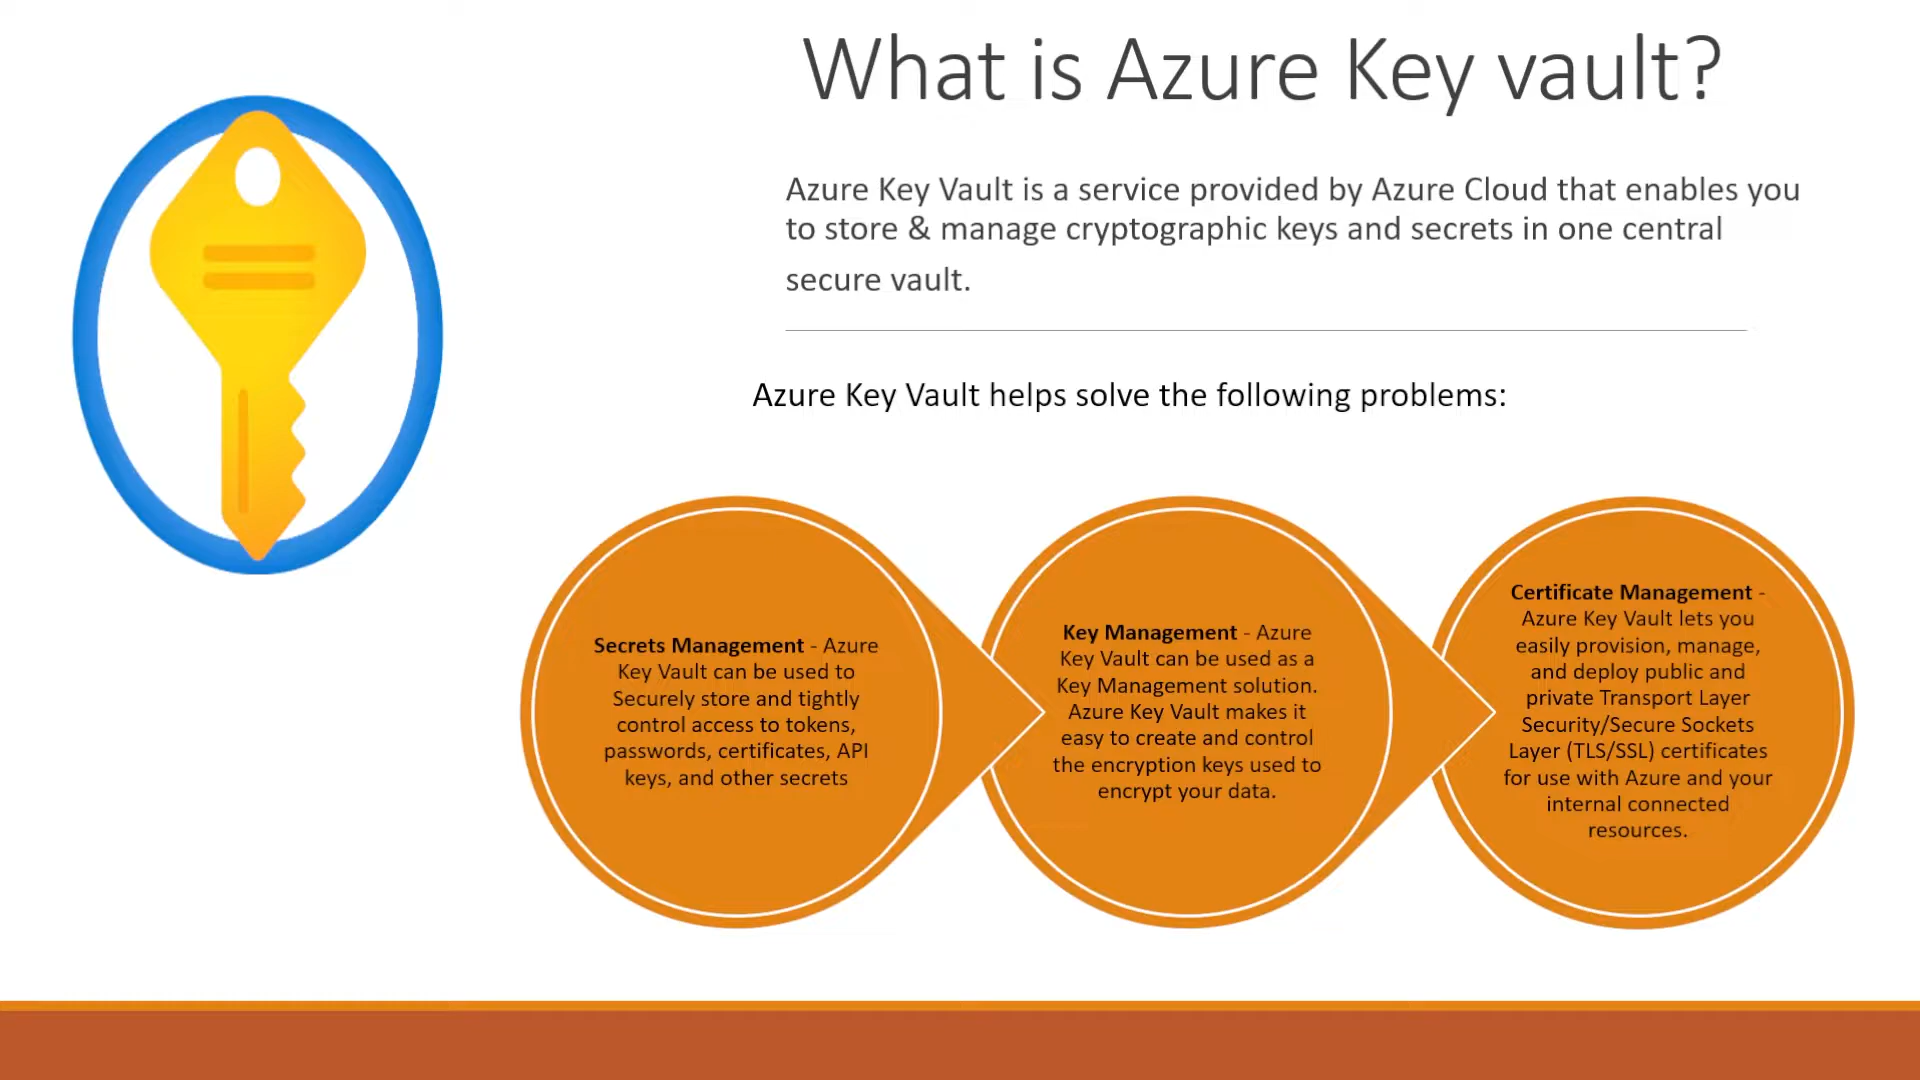 What is Azure Key vault?
Azure Key Vault is a service provided by Azure Cloud that enables you
to store & manage cryptographic keys and secrets in one central
secure vault.
Azure Key Vault helps solve the following problems:
Secrets Management - Azure
Key Vault can be used to
Securely store and tightly
control access to tokens,
passwords, certificates, API
keys, and other secrets
Key Management - Azure
Key Vault can be used as a
Key Management solution.
Azure Key Vault makes it
easy to create and control
the encryption keys used to
encrypt your data.
Certificate Management -
Azure Key Vault lets you
easily provision, manage,
and deploy public and
private Transport Layer
Security/Secure Sockets
Layer (TLS/SSL) certificates
for use with Azure and your
internal connected
resources.